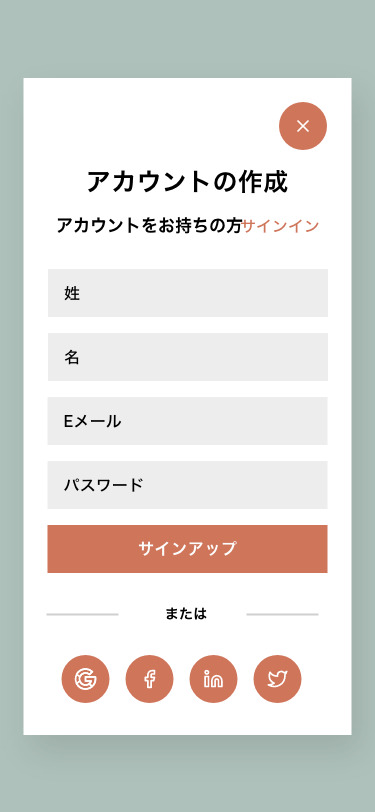 アカウントの作成
アカウントをお持ちの方サインイン
姓
名
Eメール
パスワード
サインアップ
または